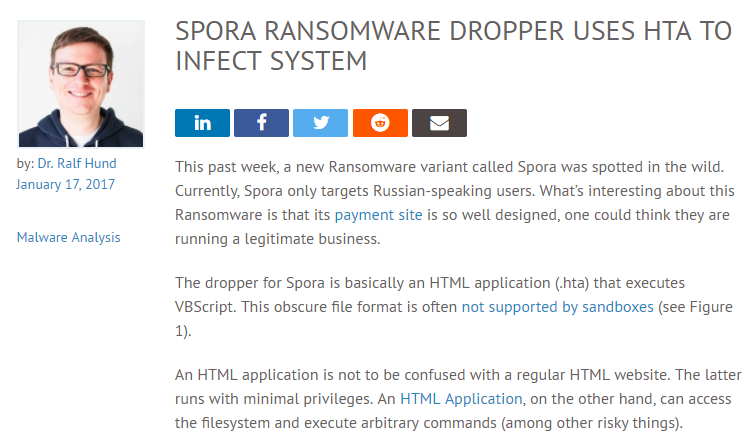 SPORA RANSOMWARE DROPPER USES HTA TO
INFECT SYSTEM
by: Dr. Ralf Hund
January 17, 2017
Malware Analysis
This past week, a new Ransomware variant called Spora was spotted in the wild.
Currently, Spora only targets Russian-speaking users. What’s interesting about this
Ransomware is that its payment site is so well designed, one could think they are
running a legitimate business.
The dropper for Spora is basically an HTML application (.hta) that executes
VBScript. This obscure file format is often not supported by sandboxes (see Figure
1).
An HTML application is not to be confused with a regular HTML website. The latter
runs with minimal privileges. An HTML Application, on the other hand, can access
the filesystem and execute arbitrary commands (among other risky things).